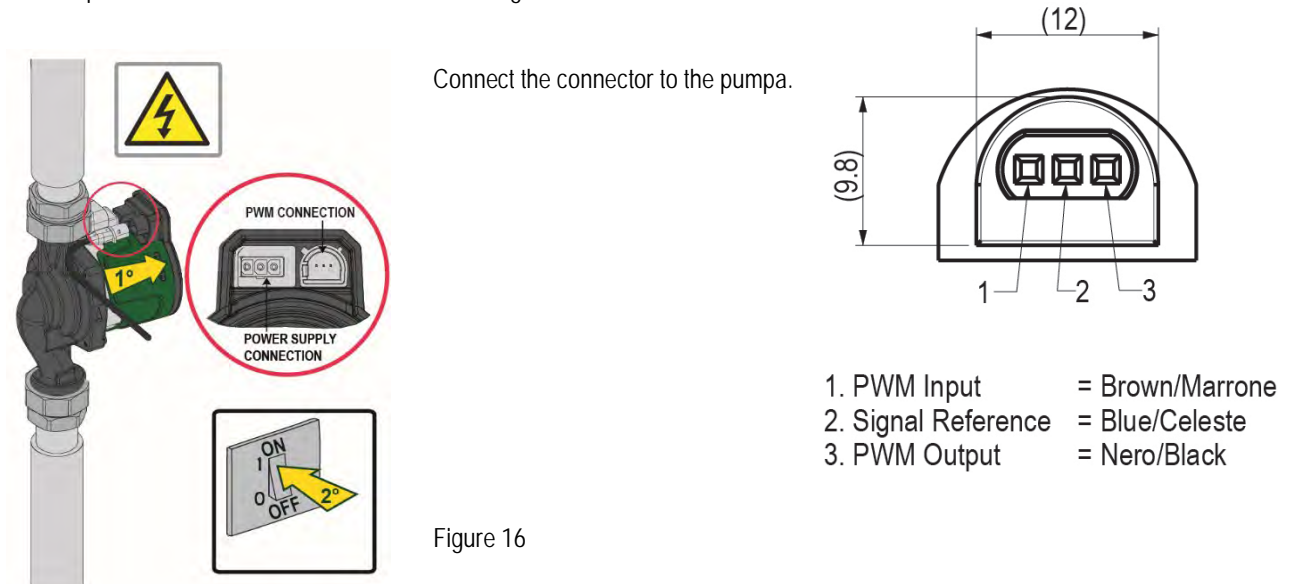 Connect the connector to the pumpa.
PWM CONNECTION
POWER SUPPLY
CONNECTION
1°
ON
1
0
OFF
2°
Figure 16
(12)
(9.8)
1
2
3
1. PWM Input = Brown/Marrone
2. Signal Reference = Blue/Celeste
3. PWM Output = Nero/Black